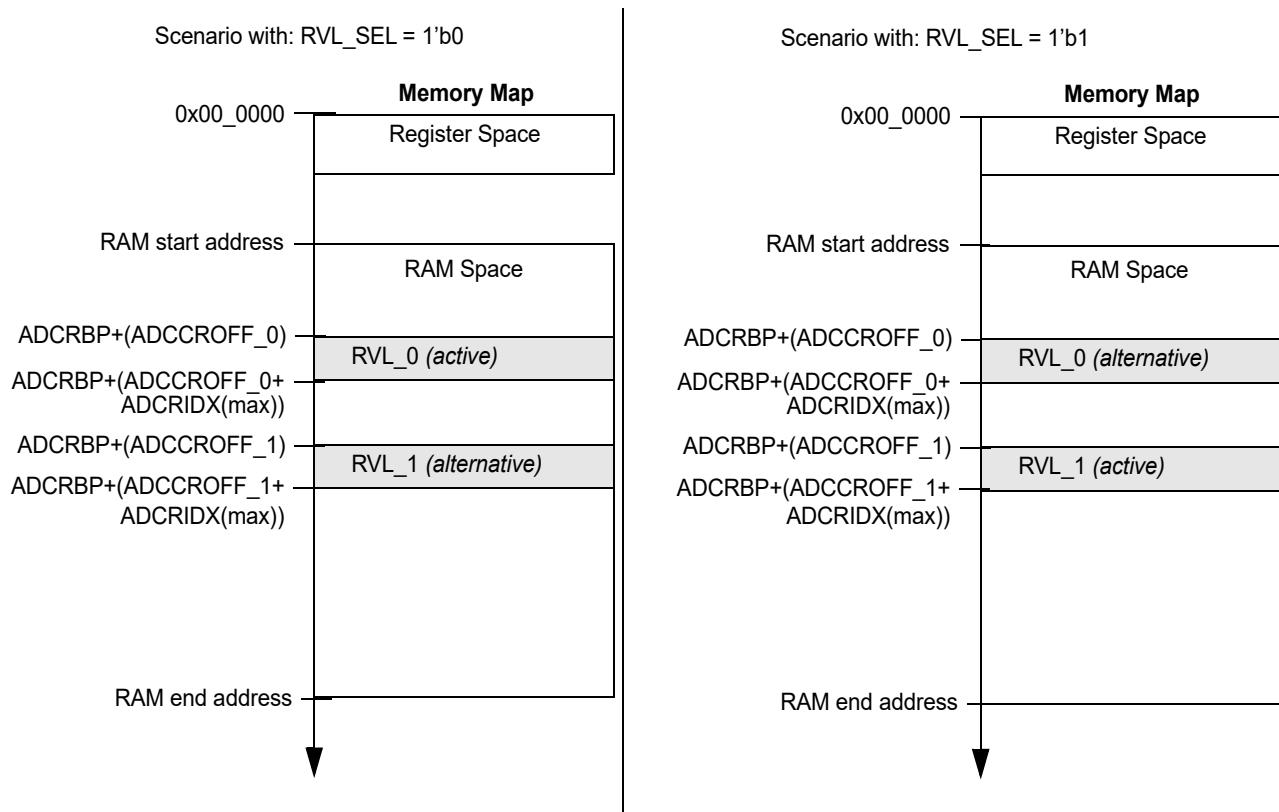 Scenario with: RVL_SEL = 1'b0
Memory Map
0x00_0000
Register Space
RAM start address
RAM Space
ADCRBP+(ADCCROFF_0)
RVL_0 (active)
ADCRBP+(ADCCROFF_0+
ADCRIDX(max))
ADCRBP+(ADCCROFF_1)
RVL_1 (alternative)
ADCRBP+(ADCCROFF_1+
ADCRIDX(max))
RAM end address
Scenario with: RVL_SEL = 1'b1
Memory Map
0x00_0000
Register Space
RAM start address
RAM Space
ADCRBP+(ADCCROFF_0)
RVL_0 (alternative)
ADCRBP+(ADCCROFF_0+
ADCRIDX(max))
ADCRBP+(ADCCROFF_1)
RVL_1 (active)
ADCRBP+(ADCCROFF_1+
ADCRIDX(max))
RAM end address